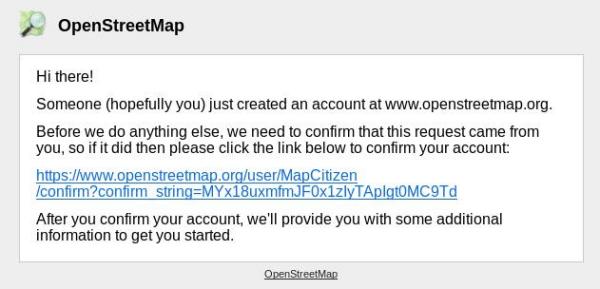 OpenStreetMap
Hi there!
Someone (hopefully you) just created an account at www.openstreetmap.org.
Before we do anything else, we need to confirm that this request came from
you, so if it did then please click the link below to confirm your account:
https://www.openstreetmap.org/user/MapCitizen
/confirm?confirm_string=MYx18uxmfmJF0x1zIyTApIgt0MC9Td
After you confirm your account, we'll provide you with some additional
information to get you started.
OpenStreetMap